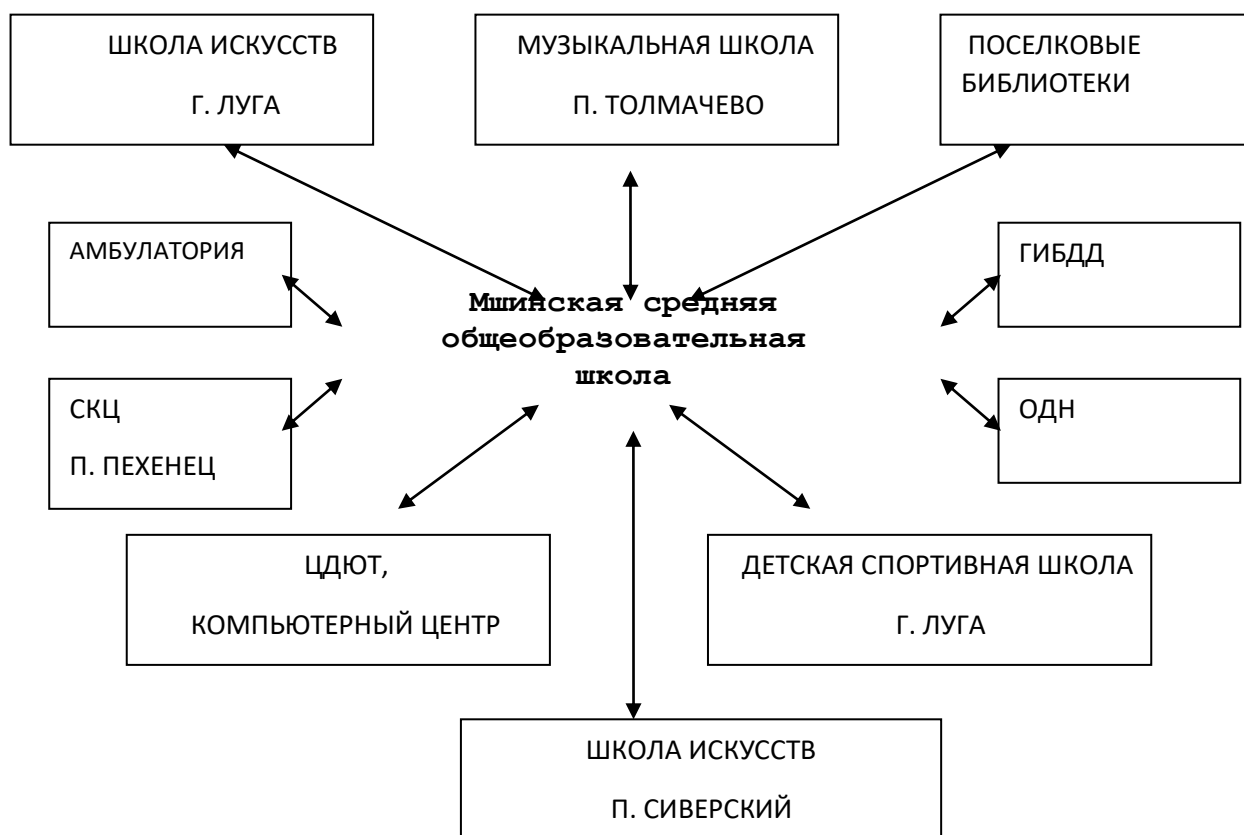 ШКОЛА ИСКУССТВ
Г. ЛУГА
МУЗЫКАЛЬНАЯ ШКОЛА
П. ТОЛМАЧЕВО
ПОСЕЛКОВЫЕ
БИБЛИОТЕКИ
АМБУЛАТОРИЯ
ГИБДД
Мшинская средняя
общеобразовательная
школа
СКЦ
П. ПЕХЕНЕЦ
ОДН
ЦДЮТ,
КОМПЬЮТЕРНЫЙ ЦЕНТР
ДЕТСКАЯ СПОРТИВНАЯ ШКОЛА
Г. ЛУГА
ШКОЛА ИСКУССТВ
П. СИВЕРСКИЙ